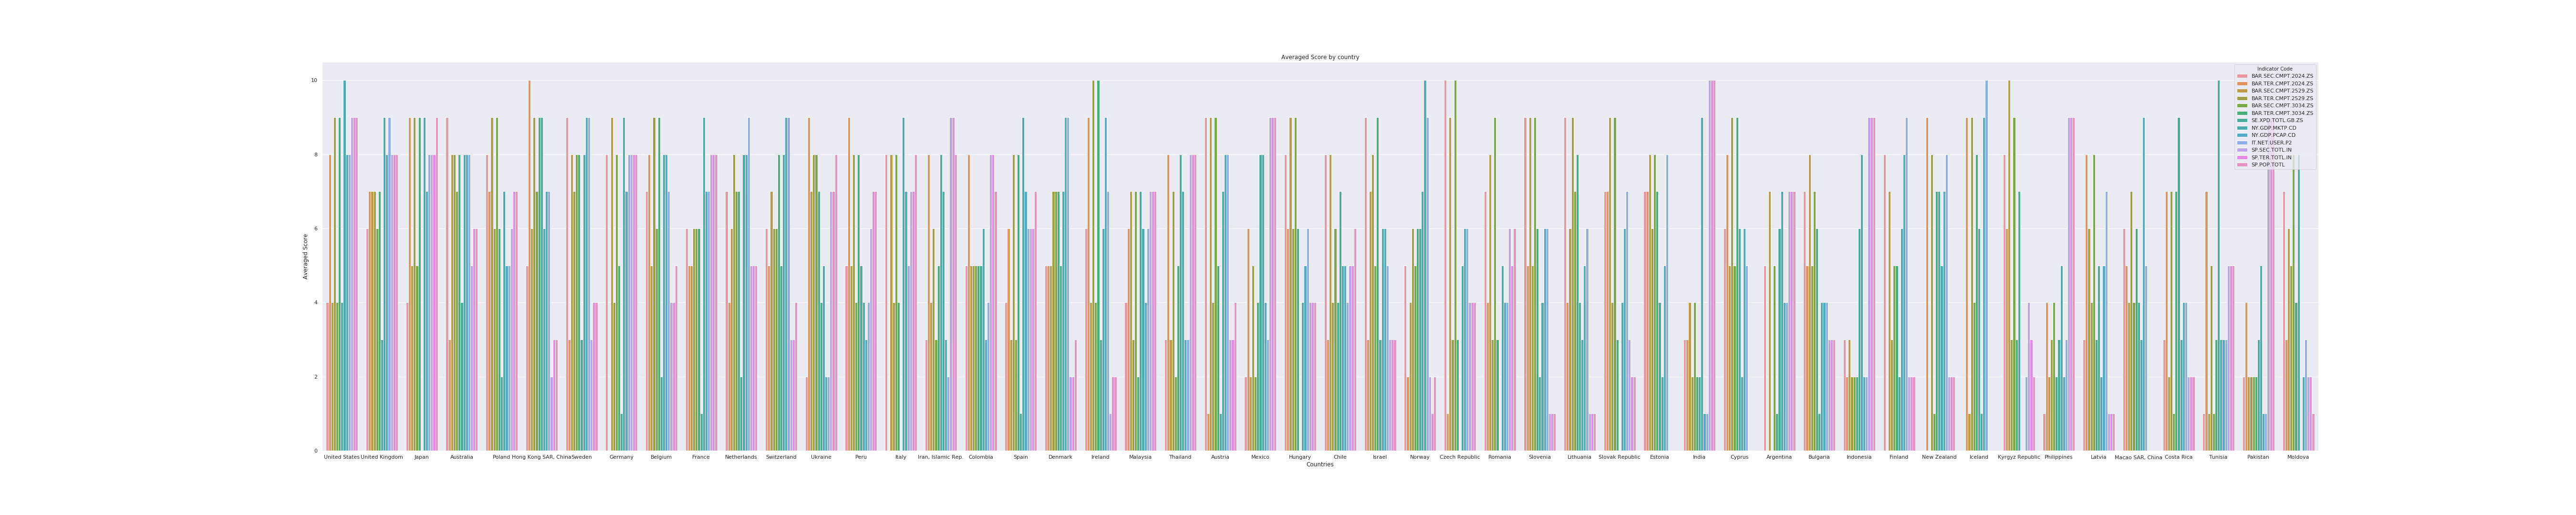 Averaged Score by country
Averaged Score
10
8
6
4
2
0
Indicator Code
BAR.SEC.CMPT.2024.ZS
BAR.TER.CMPT.2024.ZS
BAR.SEC.CMPT.2529.ZS
BAR.TER.CMPT.2529.ZS
BAR.SEC.CMPT.3034.ZS
BAR.TER.CMPT.3034.ZS
SE.XPD.TOTL.GB.ZS
NY.GDP.MKTP.CD
NY.GDP.PCAP.CD
IT.NET.USER.P2
SP.SEC.TOTL.IN
SP.TER.TOTL.IN
SP.POP.TOTL
United States United Kingdom Japan Australia Poland Hong Kong SAR, China Sweden Germany Belgium France Netherlands Switzerland Ukraine Peru Italy Iran, Islamic Rep. Colombia Spain Denmark Ireland Malaysia Thailand Austria Mexico Hungary Chile Israel Norway Czech Republic Romania Slovenia Lithuania Slovak Republic Estonia India Cyprus Argentina Bulgaria Indonesia Finland New Zealand Iceland Kyrgyz Republic Philippines Latvia Macao SAR, China Costa Rica Tunisia Pakistan Moldova
Countries